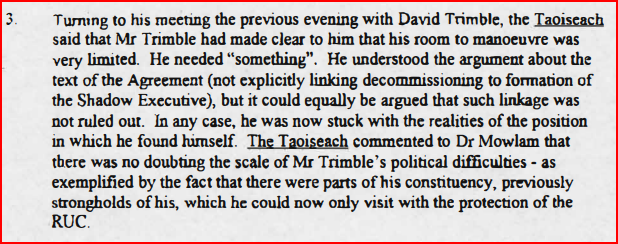 3. Turning to his meeting the previous evening with David Trimble, the Taoiseach
said that Mr Trimble had made clear to him that his room to manoeuvre was
very limited. He needed “something”. He understood the argument about the
text of the Agreement (not explicitly linking decommissioning to formation of
the Shadow Executive), but it could equally be argued that such linkage was
not ruled out. In any case, he was now stuck with the realities of the position
in which he found himself. The Taoiseach commented to Dr Mowlam that
there was no doubting the scale of Mr Trimble’s political difficulties - as
exemplified by the fact that there were parts of his constituency, previously
strongholds of his, which he could now only visit with the protection of the
RUC.